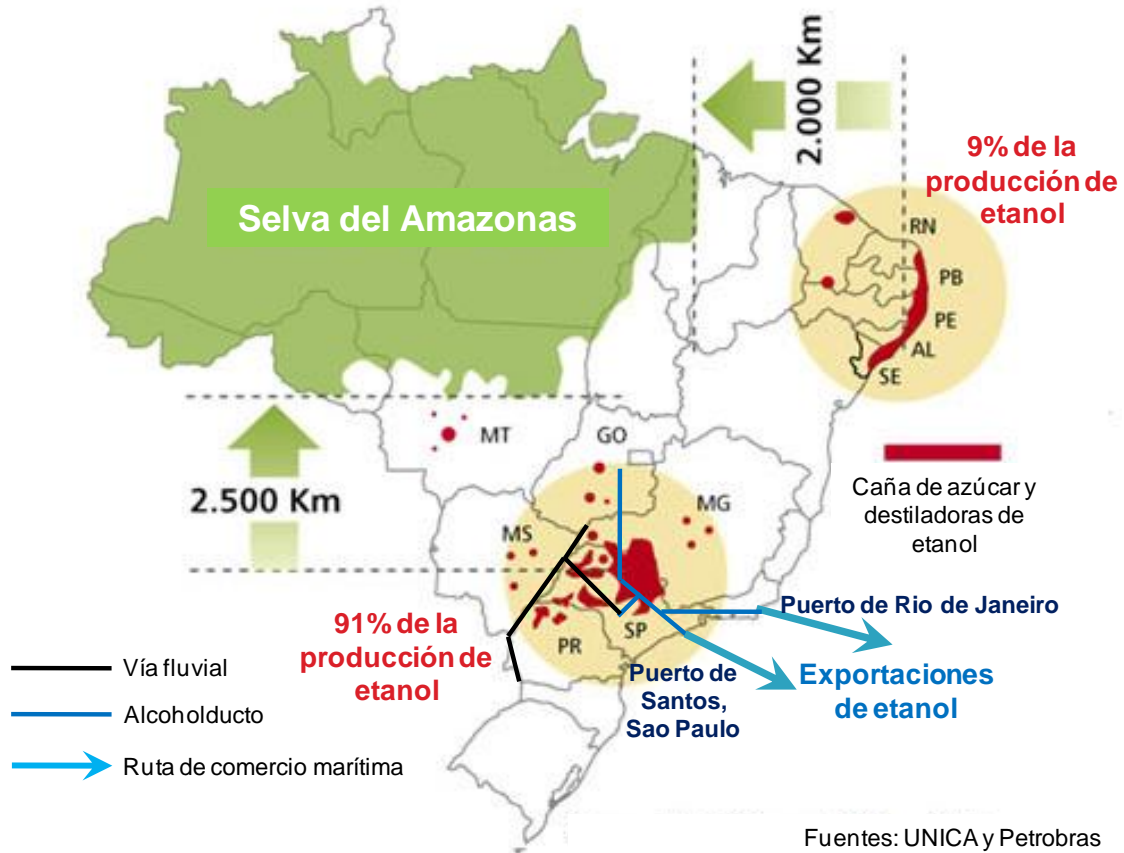 2.000 Km
9% de la
producción de
etanol
Selva del Amazonas
RN
PB
PE
AL
SE
MT
GO
2.500 Km
MG
MS
Caña de azúcar y
destiladoras de
etanol
91% de la
producción de
etanol
PR
SP
Puerto de Rio de Janeiro
Puerto de
Santos,
Sao Paulo
Exportaciones
de etanol
Vía fluvial
Alcoholducto
Ruta de comercio marítima
Fuentes: UNICA y Petrobras